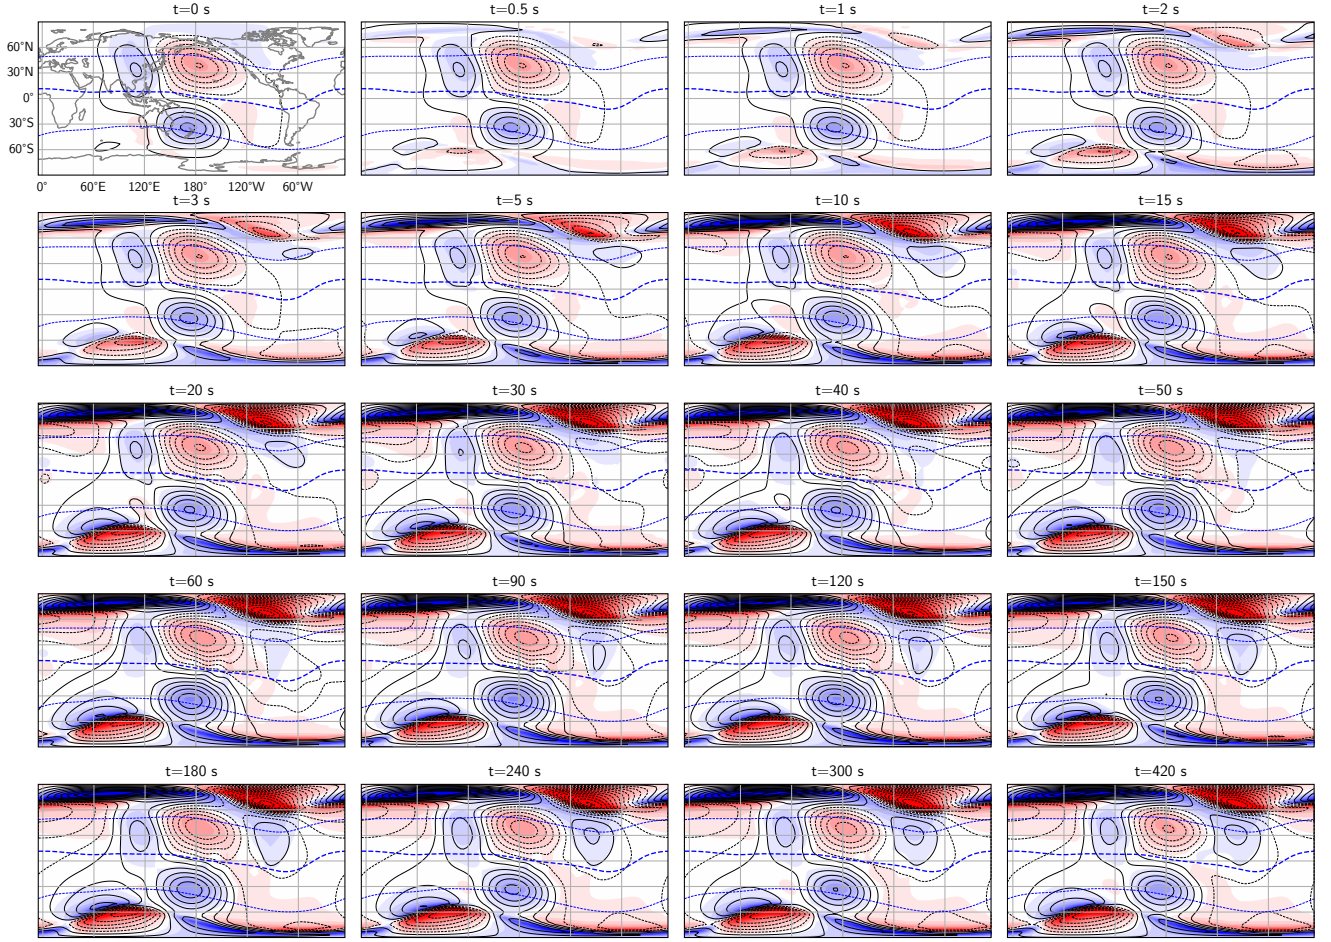 t=0 s t=0.5 s t=1 s t=2 s
60°N
30°N
0°
30°S
60°S
0° 60°E 120°E 180° 120°W 60°W
t=3 s t=5 s t=10 s t=15 s
t=20 s t=30 s t=40 s t=50 s
t=60 s t=90 s t=120 s t=150 s
t=180 s t=240 s t=300 s t=420 s